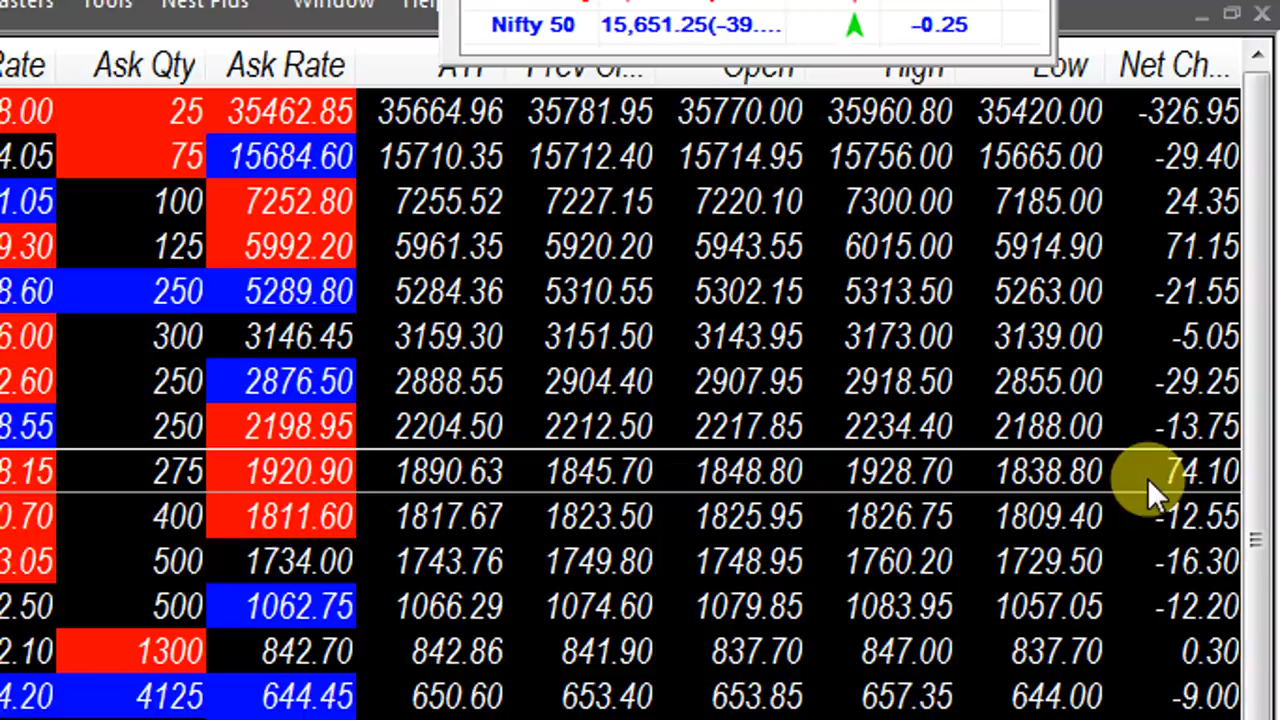 Tools Nest Plus Window
Nifty 50 15,651.25(-39.... -0.25
Ask Qty Ask Rate ATP Open High Low Net Ch...
8.00 25 35462.85 35664.96 35781.95 35770.00 35960.80 35420.00 -326.95
4.05 75 15684.60 15710.35 15712.40 15714.95 15756.00 15665.00 -29.40
1.05 100 7252.80 7255.52 7227.15 7220.10 7300.00 7185.00 24.35
9.30 125 5992.20 5961.35 5920.20 5943.55 6015.00 5914.90 71.15
8.60 250 5289.80 5284.36 5310.55 5302.15 5313.50 5263.00 -21.55
6.00 300 3146.45 3159.30 3151.50 3143.95 3173.00 3139.00 -5.05
2.60 250 2876.50 2888.55 2904.40 2907.95 2918.50 2855.00 -29.25
8.55 250 2198.95 2204.50 2212.50 2217.85 2234.40 2188.00 -13.75
8.15 275 1920.90 1890.63 1845.70 1848.80 1928.70 1838.80 74.10
0.70 400 1811.60 1817.67 1823.50 1825.95 1826.75 1809.40 -12.55
3.05 500 1734.00 1743.76 1749.80 1748.95 1760.20 1729.50 -16.30
2.50 500 1062.75 1066.29 1074.60 1079.85 1083.95 1057.05 -12.20
2.10 1300 842.70 842.86 841.90 837.70 847.00 837.70 0.30
4.20 4125 644.45 650.60 653.40 653.85 657.35 644.00 -9.00